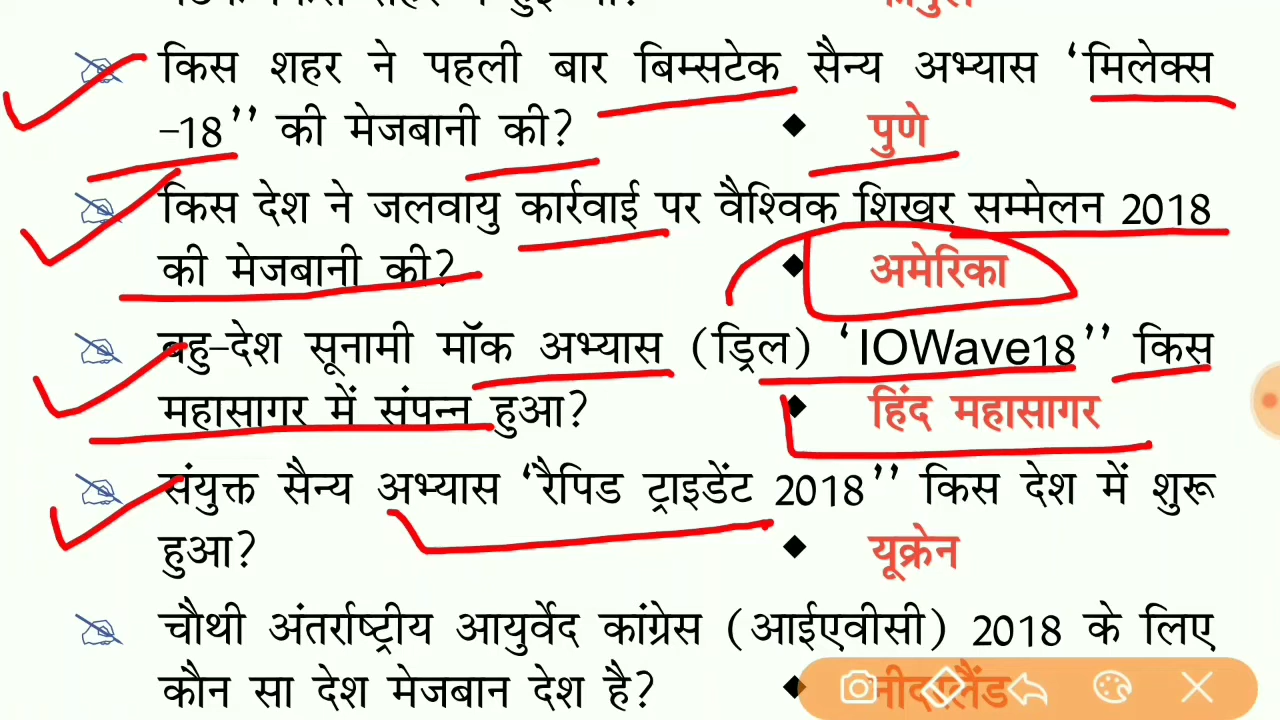 किस शहर ने पहली बार बिम्सटेक सैन्य अभ्यास ‘मिलेक्स
-18’’ की मेजबानी की? ◆ पुणे
किस देश ने जलवायु कार्रवाई पर वैश्विक शिखर सम्मेलन 2018
की मेजबानी की? ◆ अमेरिका
बहु-देश सूनामी मॉक अभ्यास (ड्रिल) ‘IOWave18’’ किस
महासागर में संपन्न हुआ? ◆ हिंद महासागर
संयुक्त सैन्य अभ्यास ‘रैपिड ट्राइडेंट 2018’’ किस देश में शुरू
हुआ? ◆ यूक्रेन
चौथी अंतर्राष्ट्रीय आयुर्वेद कांग्रेस (आईएवीसी) 2018 के लिए
कौन सा देश मेजबान देश है? ◆